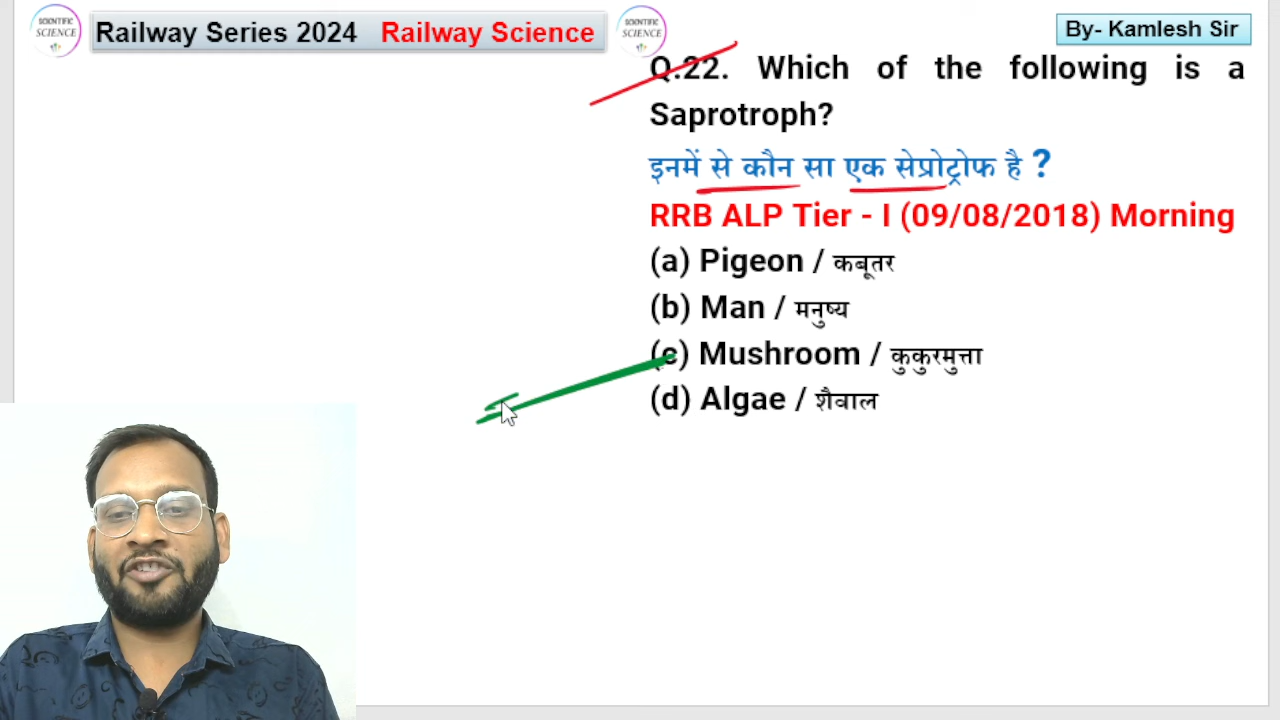 SCIENTIFIC
SCIENCE
Railway Series 2024 Railway Science
SCIENTIFIC
SCIENCE
By- Kamlesh Sir
Q.22. Which of the following is a
Saprotroph?
इनमें से कौन सा एक सेप्रोट्रोफ है ?
RRB ALP Tier - I (09/08/2018) Morning
(a) Pigeon / कबूतर
(b) Man / मनुष्य
(c) Mushroom / कुकुरमुत्ता
(d) Algae / शैवाल